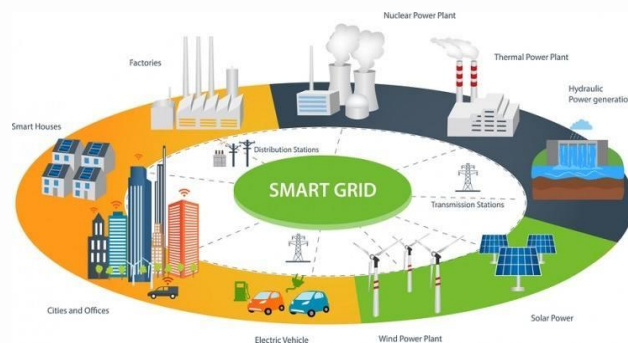 Nuclear Power Plant
Thermal Power Plant
Factories
Hydraulic
Power generation
Smart Houses
Distribution Stations
SMART GRID
Transmission Stations
Cities and Offices
Solar Power
Electric Vehicle
Wind Power Plant